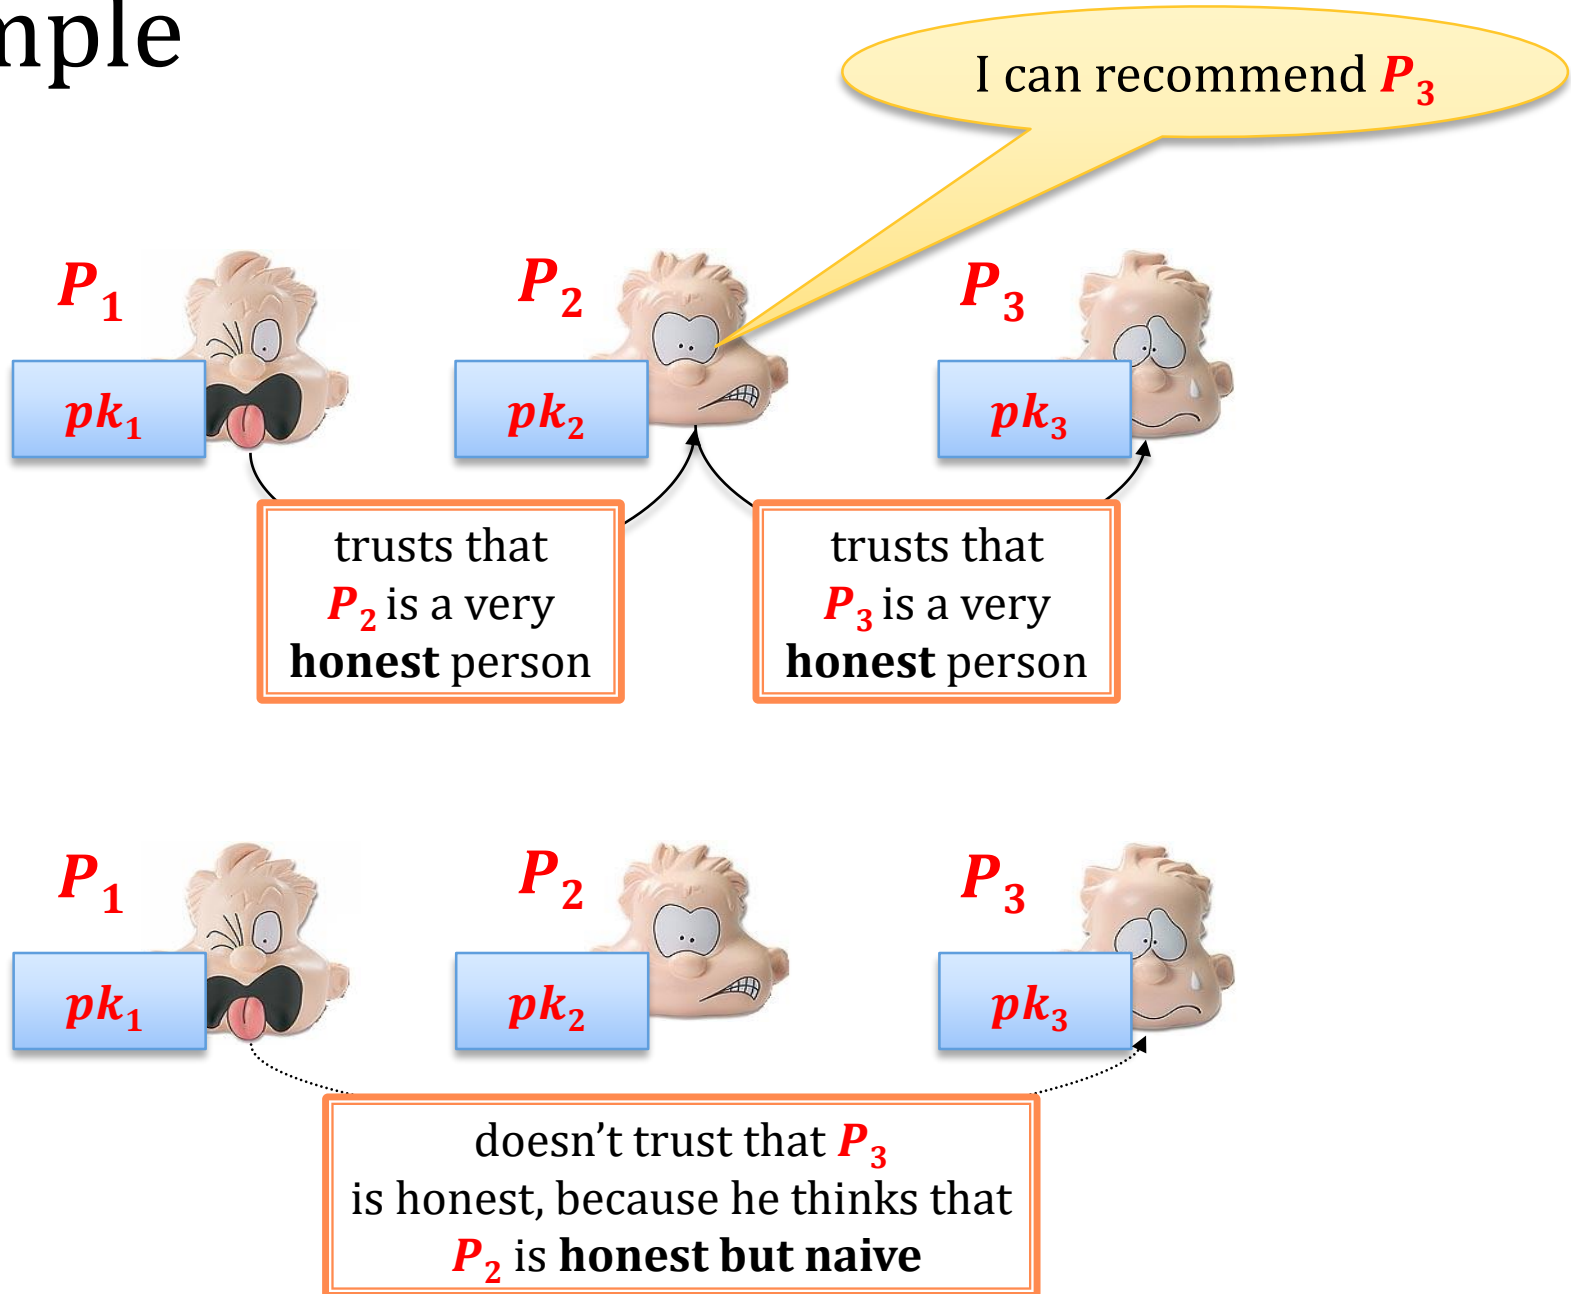 mple
I can recommend P3
P1
P2
P3
pk1
pk2
pk3
trusts that
P2 is a very
honest person
trusts that
P3 is a very
honest person
P1
P2
P3
pk1
pk2
pk3
doesn’t trust that P3
is honest, because he thinks that
P2 is honest but naive